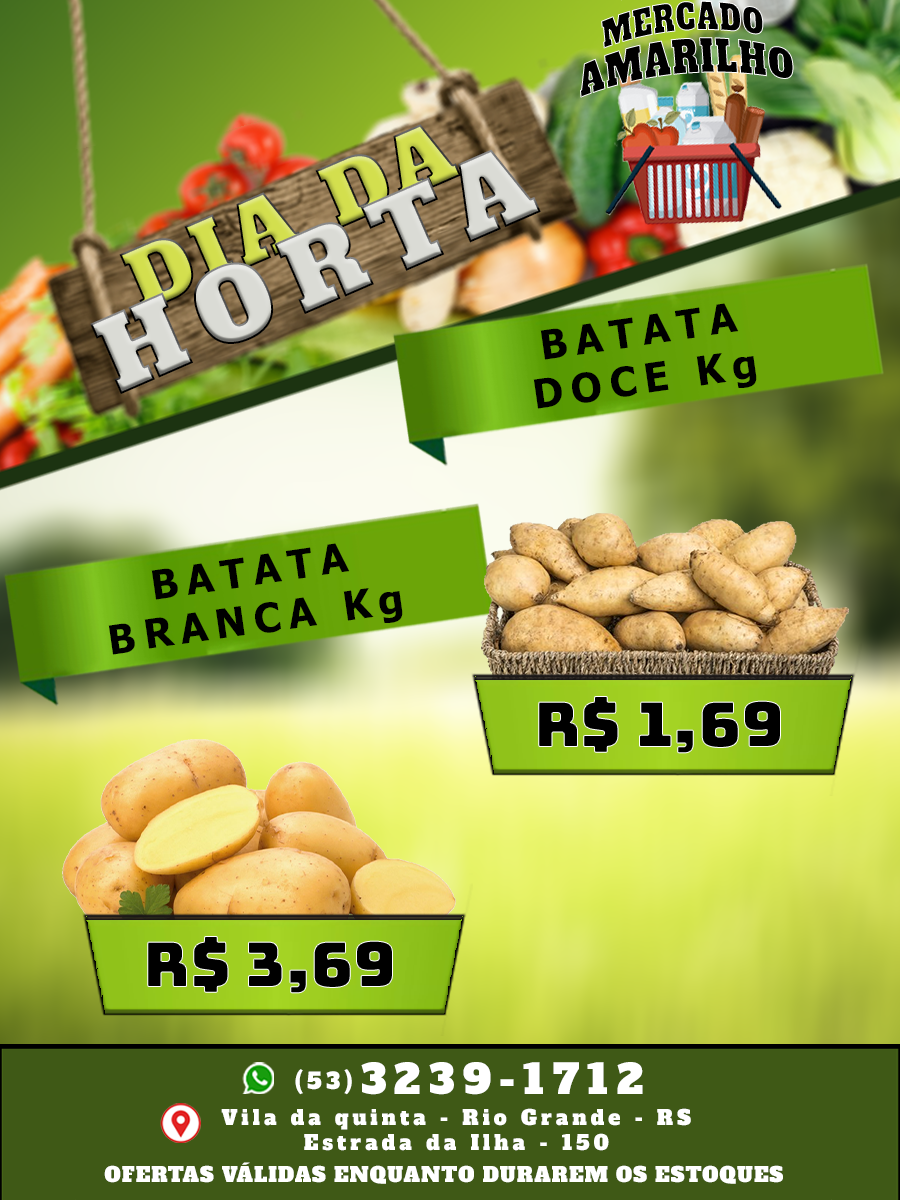 MERCADO
AMARILHO
DIA DA
HORTA
BATATA
DOCE Kg
R$ 1,69
BATATA
BRANCA Kg
R$ 3,69
(53) 3239-1712
Vila da quinta - Rio Grande - RS
Estrada da Ilha - 150
OFERTAS VÁLIDAS ENQUANTO DURAREM OS ESTOQUES